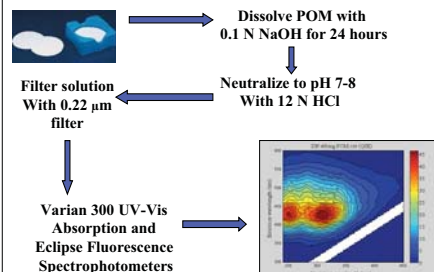 Dissolve POM with
0.1 N NaOH for 24 hours
Neutralize to pH 7-8
With 12 N HCl
Filter solution
With 0.22 µm
filter
Varian 300 UV-Vis
Absorption and
Eclipse Fluorescence
Spectrophotometers